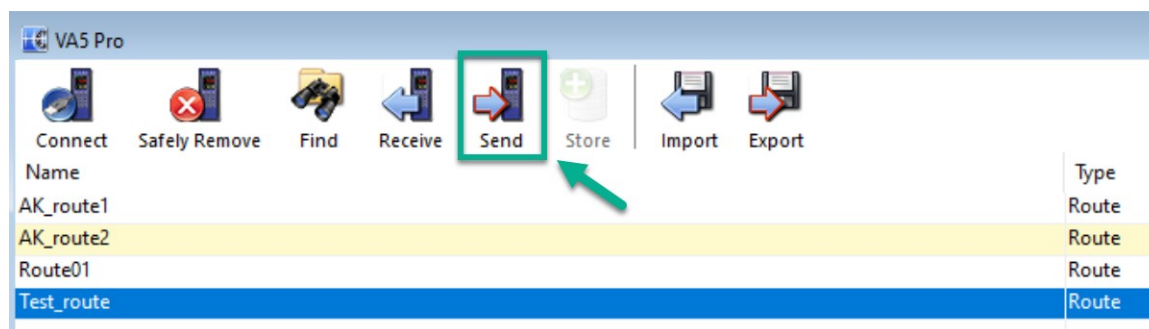 VA5 Pro
Connect Safely Remove Find Receive Send Store Import Export
Name Type
AK_route1 Route
AK_route2 Route
Route01 Route
Test_route Route